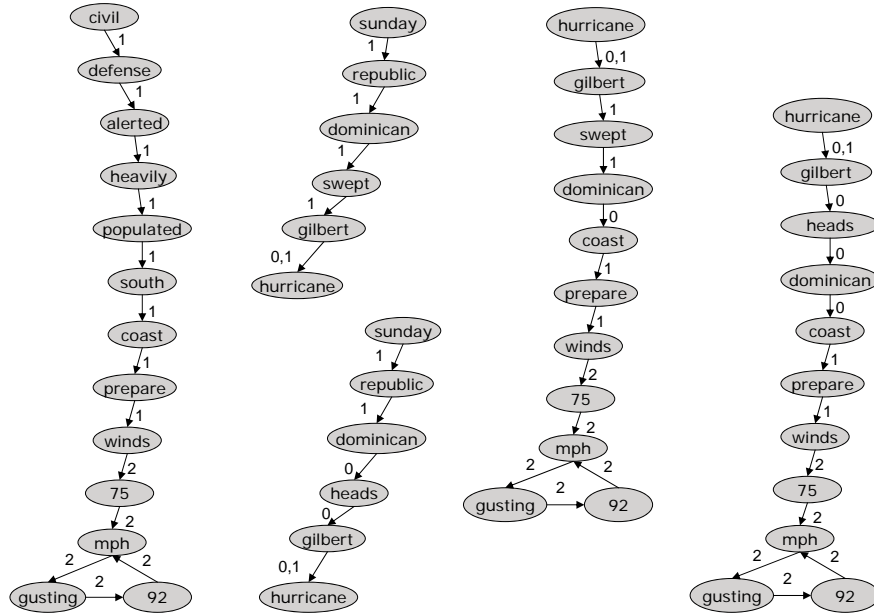 civil
1
defense
1
alerted
1
heavily
1
populated
1
south
1
coast
1
prepare
1
winds
2
75
2
mph
2
2
gusting
2
92
sunday
1
republic
1
dominican
1
swept
1
gilbert
0,1
hurricane
sunday
1
republic
1
dominican
0
heads
0
gilbert
0,1
hurricane
hurricane
0,1
gilbert
1
swept
1
dominican
0
coast
1
prepare
1
winds
2
75
2
mph
2
2
gusting
2
92
hurricane
0,1
gilbert
0
heads
0
dominican
0
coast
1
prepare
1
winds
2
75
2
mph
2
2
gusting
2
92